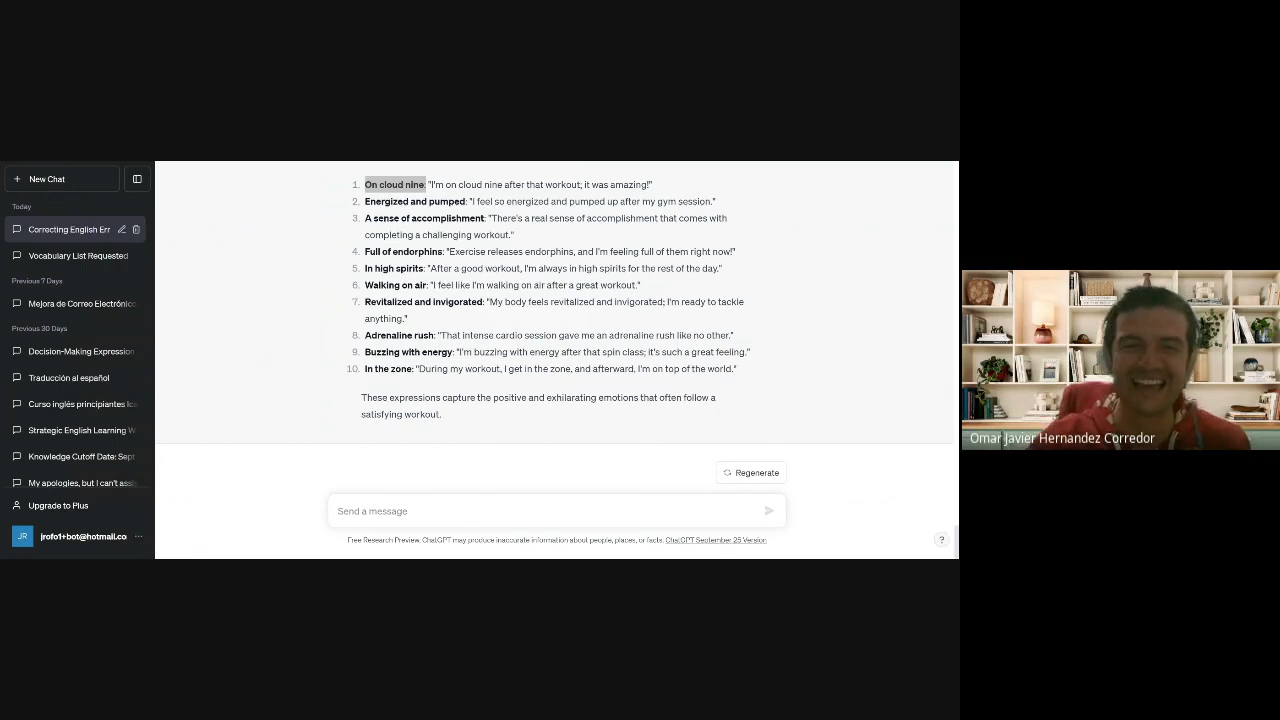 New Chat
Today
Correcting English Err
Vocabulary List Requested
Previous 7 Days
Mejora de Correo Electrónico
Previous 30 Days
Decision-Making Expression
Traducción al español
Curso inglés principiantes
Strategic English Learning W
Knowledge Cutoff Date: Sept
My apologies, but I can't assis
Upgrade to Plus
JR
jrofo1+bot@hotmail.co
1. On cloud nine: "I'm on cloud nine after that workout; it was amazing!"
2. Energized and pumped: "I feel so energized and pumped up after my gym session."
3. A sense of accomplishment: "There's a real sense of accomplishment that comes with
completing a challenging workout."
4. Full of endorphins: "Exercise releases endorphins, and I'm feeling full of them right now!"
5. In high spirits: "After a good workout, I'm always in high spirits for the rest of the day."
6. Walking on air: "I feel like I'm walking on air after a great workout."
7. Revitalized and invigorated: "My body feels revitalized and invigorated; I'm ready to tackle
anything."
8. Adrenaline rush: "That intense cardio session gave me an adrenaline rush like no other."
9. Buzzing with energy: "I'm buzzing with energy after that spin class; it's such a great feeling."
10. In the zone: "During my workout, I get in the zone, and afterward, I'm on top of the world."
These expressions capture the positive and exhilarating emotions that often follow a
satisfying workout.
Regenerate
Send a message
Free Research Preview. ChatGPT may produce inaccurate information about people, places, or facts. ChatGPT September 25 Version
?
Omar Javier Hernandez Corredor